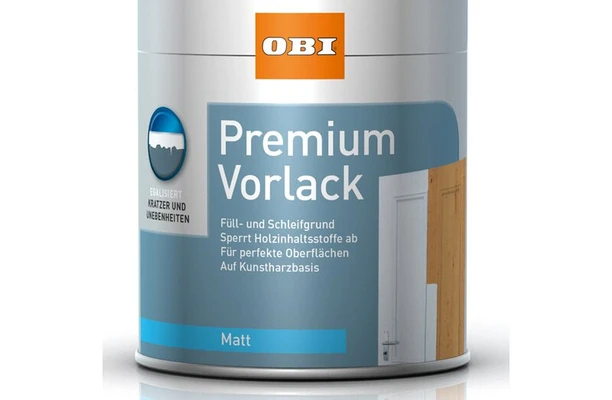 OBI
Premium
Vorlack
EGALISIERT
KRATZER UND
UNEBENHEITEN
Füll- und Schleifgrund
Sperrt Holzinhaltsstoffe ab
Für perfekte Oberflächen
Auf Kunstharzbasis
Matt